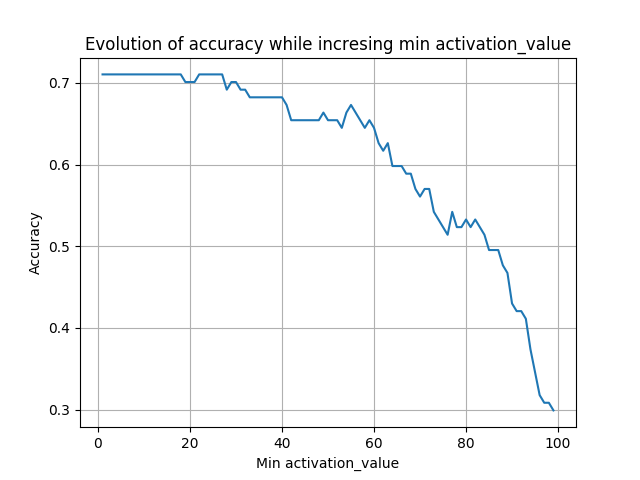 Evolution of accuracy while incresing min activation_value
0.7
0.6
0.5
0.4
0.3
Accuracy
0 20 40 60 80 100
Min activation_value